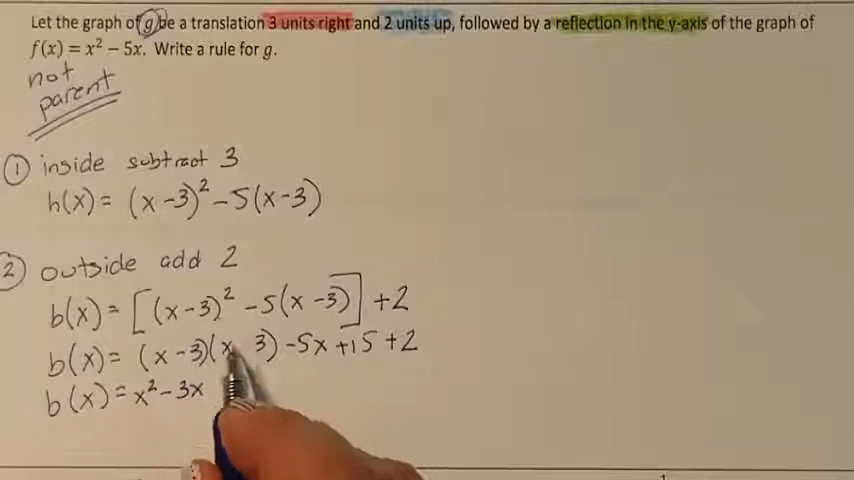 Let the graph of g be a translation 3 units right and 2 units up, followed by a reflection in the y-axis of the graph of
f(x) = x² − 5x. Write a rule for g.
not
parent
① inside subtract 3
h(x) = (x -3)² -5(x-3)
② outside add 2
b(x) = [(x-3)² -5(x -3)] +2
b(x) = (x -3)(x 3) -5x +15 +2
b(x) = x² - 3x